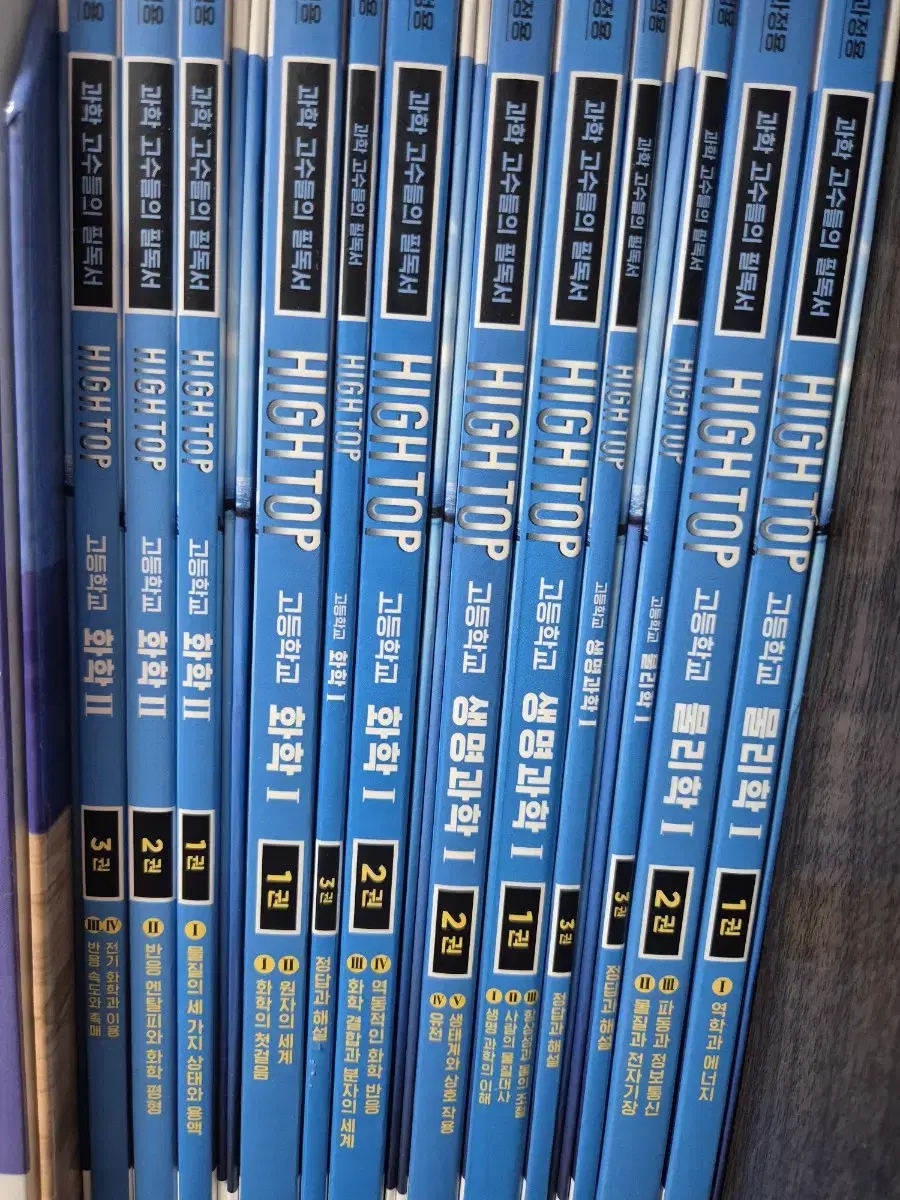 과학 고수들의 필독서
HIGH TOP
고등학교 화학 Ⅱ
3권
Ⅳ 전기 화학과 이용
Ⅲ 반응 속도와 촉매
과학 고수들의 필독서
HIGH TOP
고등학교 화학 Ⅱ
2권
Ⅱ 반응 엔탈피와 화학 평형
과학 고수들의 필독서
HIGH TOP
고등학교 화학 Ⅱ
1권
Ⅰ 물질의 세 가지 상태와 용액
과학 고수들의 필독서
HIGH TOP
고등학교 화학 Ⅰ
1권
Ⅱ 원자의 세계
Ⅰ 화학의 첫걸음
과학 고수들의 필독서
HIGH TOP
고등학교 화학 Ⅰ
3권
정답과 해설
과학 고수들의 필독서
HIGH TOP
고등학교 화학 Ⅰ
2권
Ⅳ 역동적인 화학 반응
Ⅲ 화학 결합과 분자의 세계
과학 고수들의 필독서
HIGH TOP
고등학교 생명과학 Ⅰ
2권
Ⅴ 생태계와 상호 작용
Ⅳ 유전
과학 고수들의 필독서
HIGH TOP
고등학교 생명과학 Ⅰ
1권
Ⅲ 항상성과 몸의 조절
Ⅱ 사람의 물질대사
Ⅰ 생명 과학의 이해
과학 고수들의 필독서
HIGH TOP
고등학교 생명과학 Ⅰ
3권
정답과 해설
과학 고수들의 필독서
HIGH TOP
고등학교 물리학 Ⅰ
3권
정답과 해설
과학 고수들의 필독서
HIGH TOP
고등학교 물리학 Ⅰ
2권
Ⅲ 파동과 정보통신
Ⅱ 물질과 전자기장
과학 고수들의 필독서
HIGH TOP
고등학교 물리학 Ⅰ
1권
Ⅰ 역학과 에너지